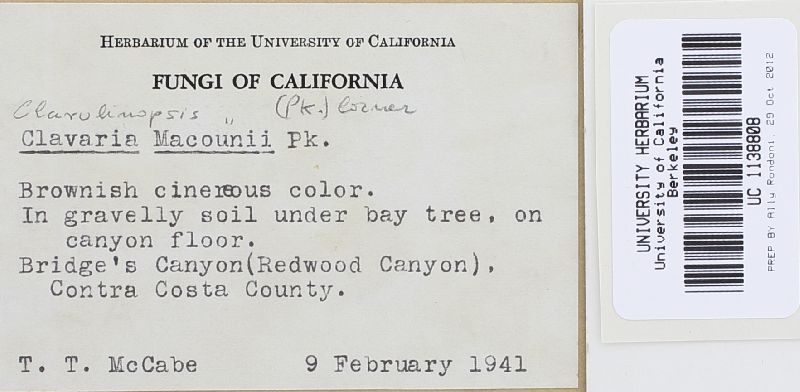 HERBARIUM OF THE UNIVERSITY OF CALIFORNIA
FUNGI OF CALIFORNIA
Clavulinopsis " (Pk.) Corner
Clavaria Macounii Pk.
Brownish cinereous color.
In gravelly soil under bay tree, on
canyon floor.
Bridge's Canyon(Redwood Canyon),
Contra Costa County.
T. T. McCabe 9 February 1941
UNIVERSITY HERBARIUM
University of California
Berkeley
UC 1138808
PREP BY Ally Rondoni, 29 Oct 2012